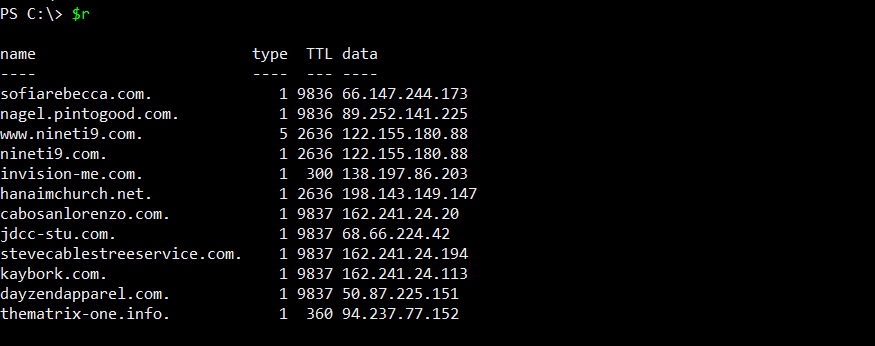 PS C:\> $r
name type TTL data
---- ---- --- ----
sofiarebecca.com. 1 9836 66.147.244.173
nagel.pintogood.com. 1 9836 89.252.141.225
www.nineti9.com. 5 2636 122.155.180.88
nineti9.com. 1 2636 122.155.180.88
invision-me.com. 1 300 138.197.86.203
hanaimchurch.net. 1 2636 198.143.149.147
cabosanlorenzo.com. 1 9837 162.241.24.20
jdcc-stu.com. 1 9837 68.66.224.42
stevecablestreeservice.com. 1 9837 162.241.24.194
kaybork.com. 1 9837 162.241.24.113
dayzendapparel.com. 1 9837 50.87.225.151
thematrix-one.info. 1 360 94.237.77.152